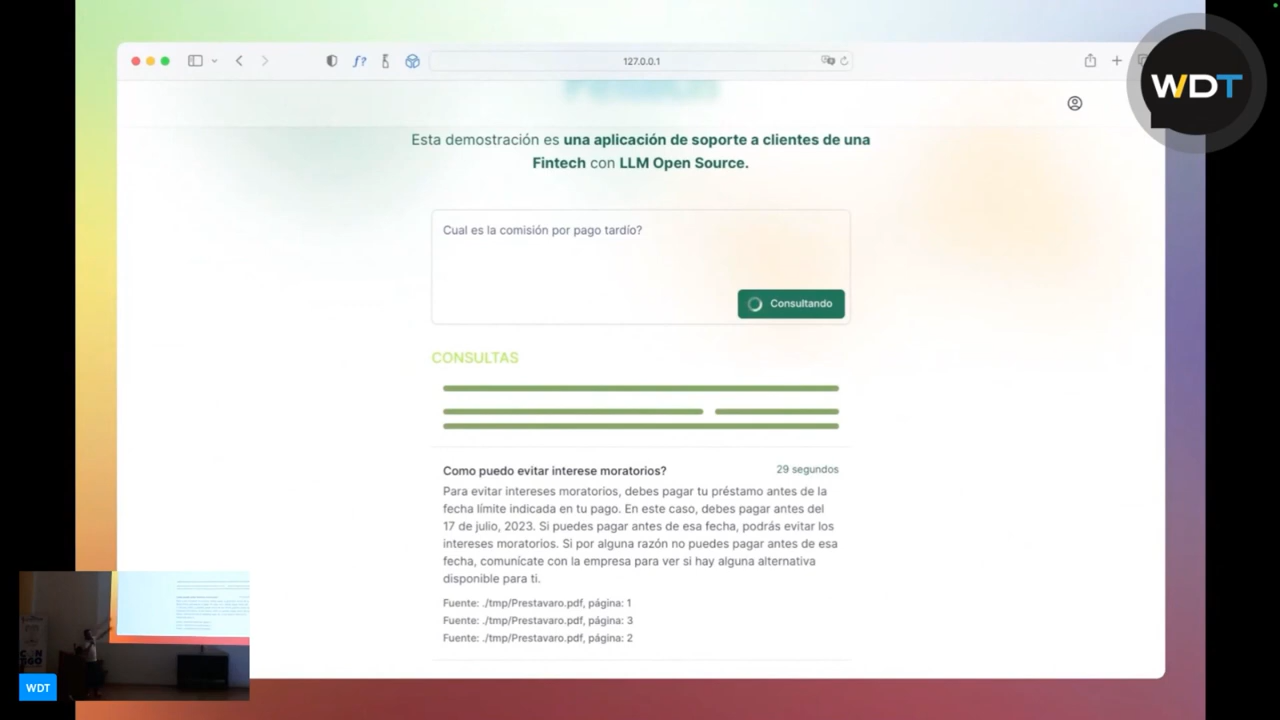 127.0.0.1
WDT
Esta demostración es una aplicación de soporte a clientes de una
Fintech con LLM Open Source.
Cual es la comisión por pago tardío?
Consultando
CONSULTAS
Como puedo evitar interese moratorios?
29 segundos
Para evitar intereses moratorios, debes pagar tu préstamo antes de la
fecha límite indicada en tu pago. En este caso, debes pagar antes del
17 de julio, 2023. Si puedes pagar antes de esa fecha, podrás evitar los
intereses moratorios. Si por alguna razón no puedes pagar antes de esa
fecha, comunícate con la empresa para ver si hay alguna alternativa
disponible para ti.
Fuente: ./tmp/Prestavaro.pdf, página: 1
Fuente: ./tmp/Prestavaro.pdf, página: 3
Fuente: ./tmp/Prestavaro.pdf, página: 2
WDT